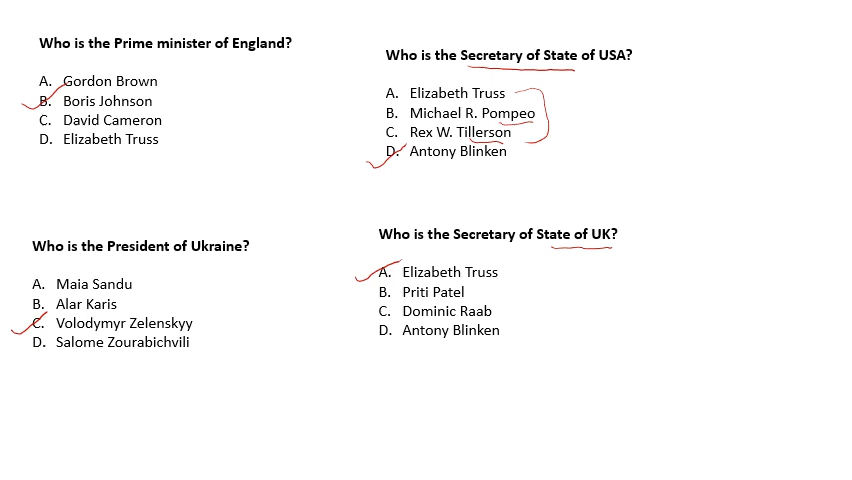 Who is the Prime minister of England?
A. Gordon Brown
B. Boris Johnson
C. David Cameron
D. Elizabeth Truss
Who is the Secretary of State of USA?
A. Elizabeth Truss
B. Michael R. Pompeo
C. Rex W. Tillerson
D. Antony Blinken
Who is the President of Ukraine?
A. Maia Sandu
B. Alar Karis
C. Volodymyr Zelenskyy
D. Salome Zourabichvili
Who is the Secretary of State of UK?
A. Elizabeth Truss
B. Priti Patel
C. Dominic Raab
D. Antony Blinken